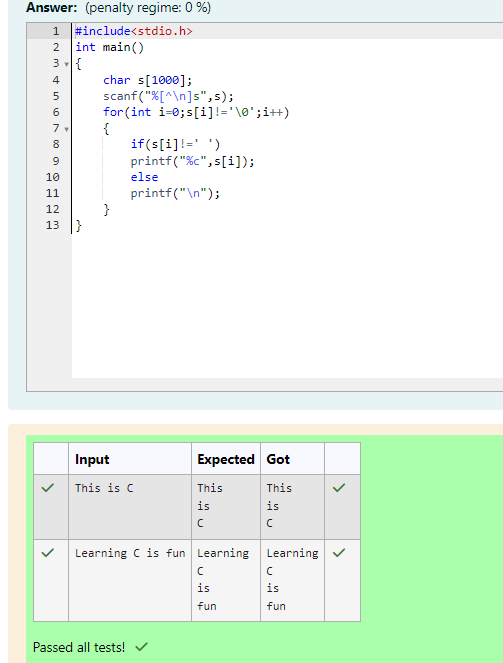 Answer: (penalty regime: 0 %)
1 #include<stdio.h>
2 int main()
3 {
4     char s[1000];
5     scanf("%[^\n]s",s);
6     for(int i=0;s[i]!='\0';i++)
7     {
8         if(s[i]!=' ')
9         printf("%c",s[i]);
10         else
11         printf("\n");
12     }
13 }
Input Expected Got
This is C This This
is is
C C
Learning C is fun Learning Learning
C C
is is
fun fun
Passed all tests!